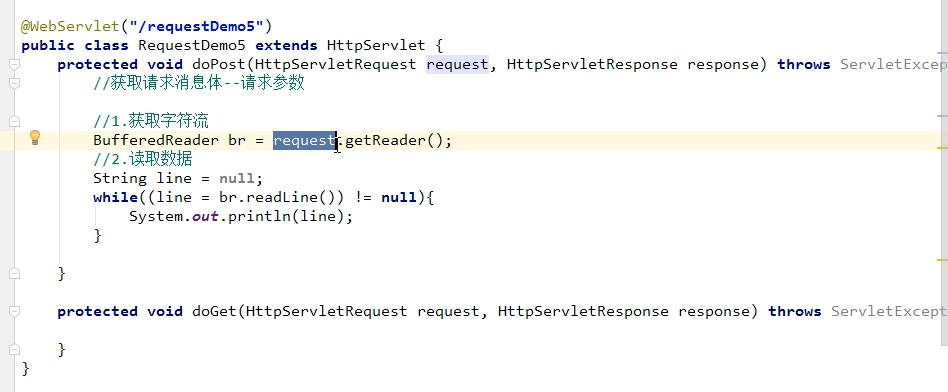 @WebServlet("/requestDemo5")
public class RequestDemo5 extends HttpServlet {
protected void doPost(HttpServletRequest request, HttpServletResponse response) throws ServletExcep
//获取请求消息体--请求参数
//1.获取字符流
BufferedReader br = request.getReader();
//2.读取数据
String line = null;
while((line = br.readLine()) != null){
System.out.println(line);
}
}
protected void doGet(HttpServletRequest request, HttpServletResponse response) throws ServletExcept
}
}